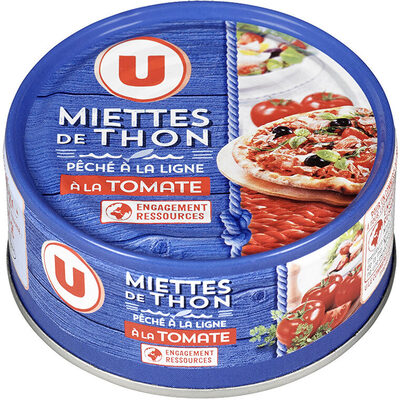 U
MIETTES
DE THON
PÊCHÉ À LA LIGNE
À LA TOMATE
ENGAGEMENT
RESSOURCES
U
MIETTES
DE THON
PÊCHÉ À LA LIGNE
À LA TOMATE
ENGAGEMENT
RESSOURCES